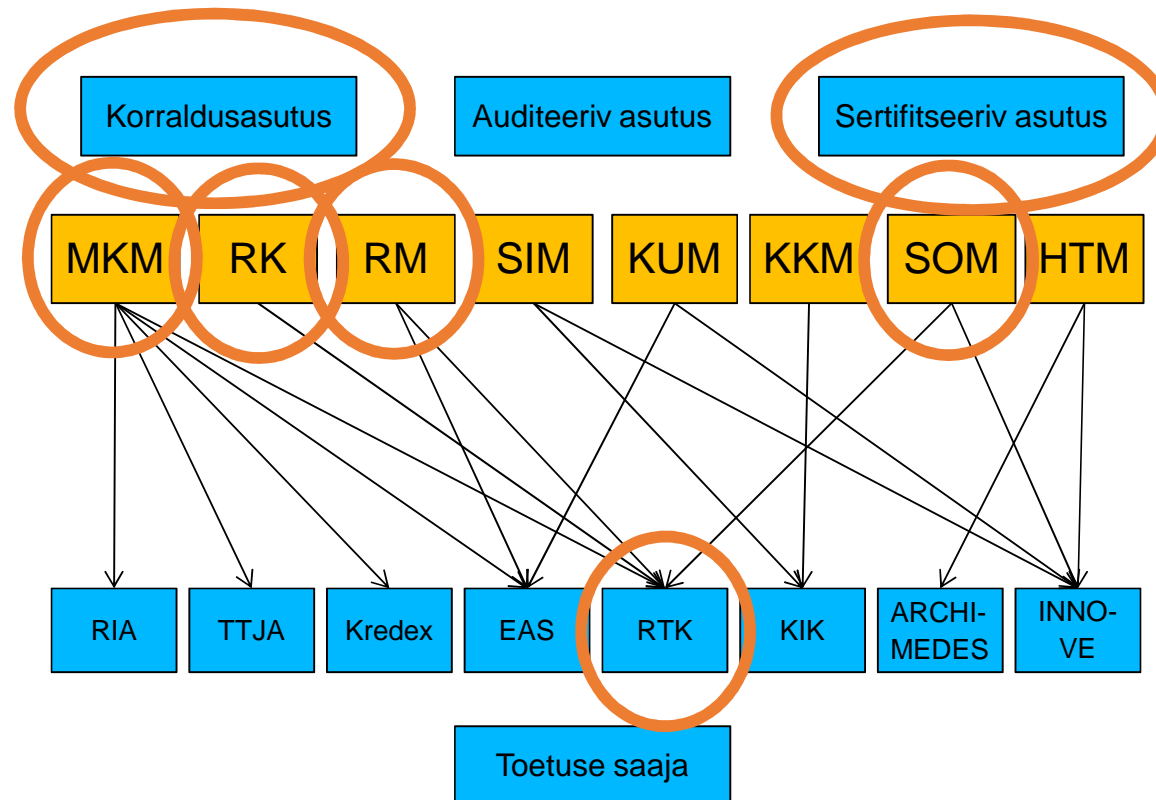 Korraldusasutus
Auditeeriv asutus
Sertifitseeriv asutus
MKM
RK
RM
SIM
KUM
KKM
SOM
HTM
RIA
TTJA
Kredex
EAS
RTK
KIK
ARCHI-
MEDES
INNO-
VE
Toetuse saaja